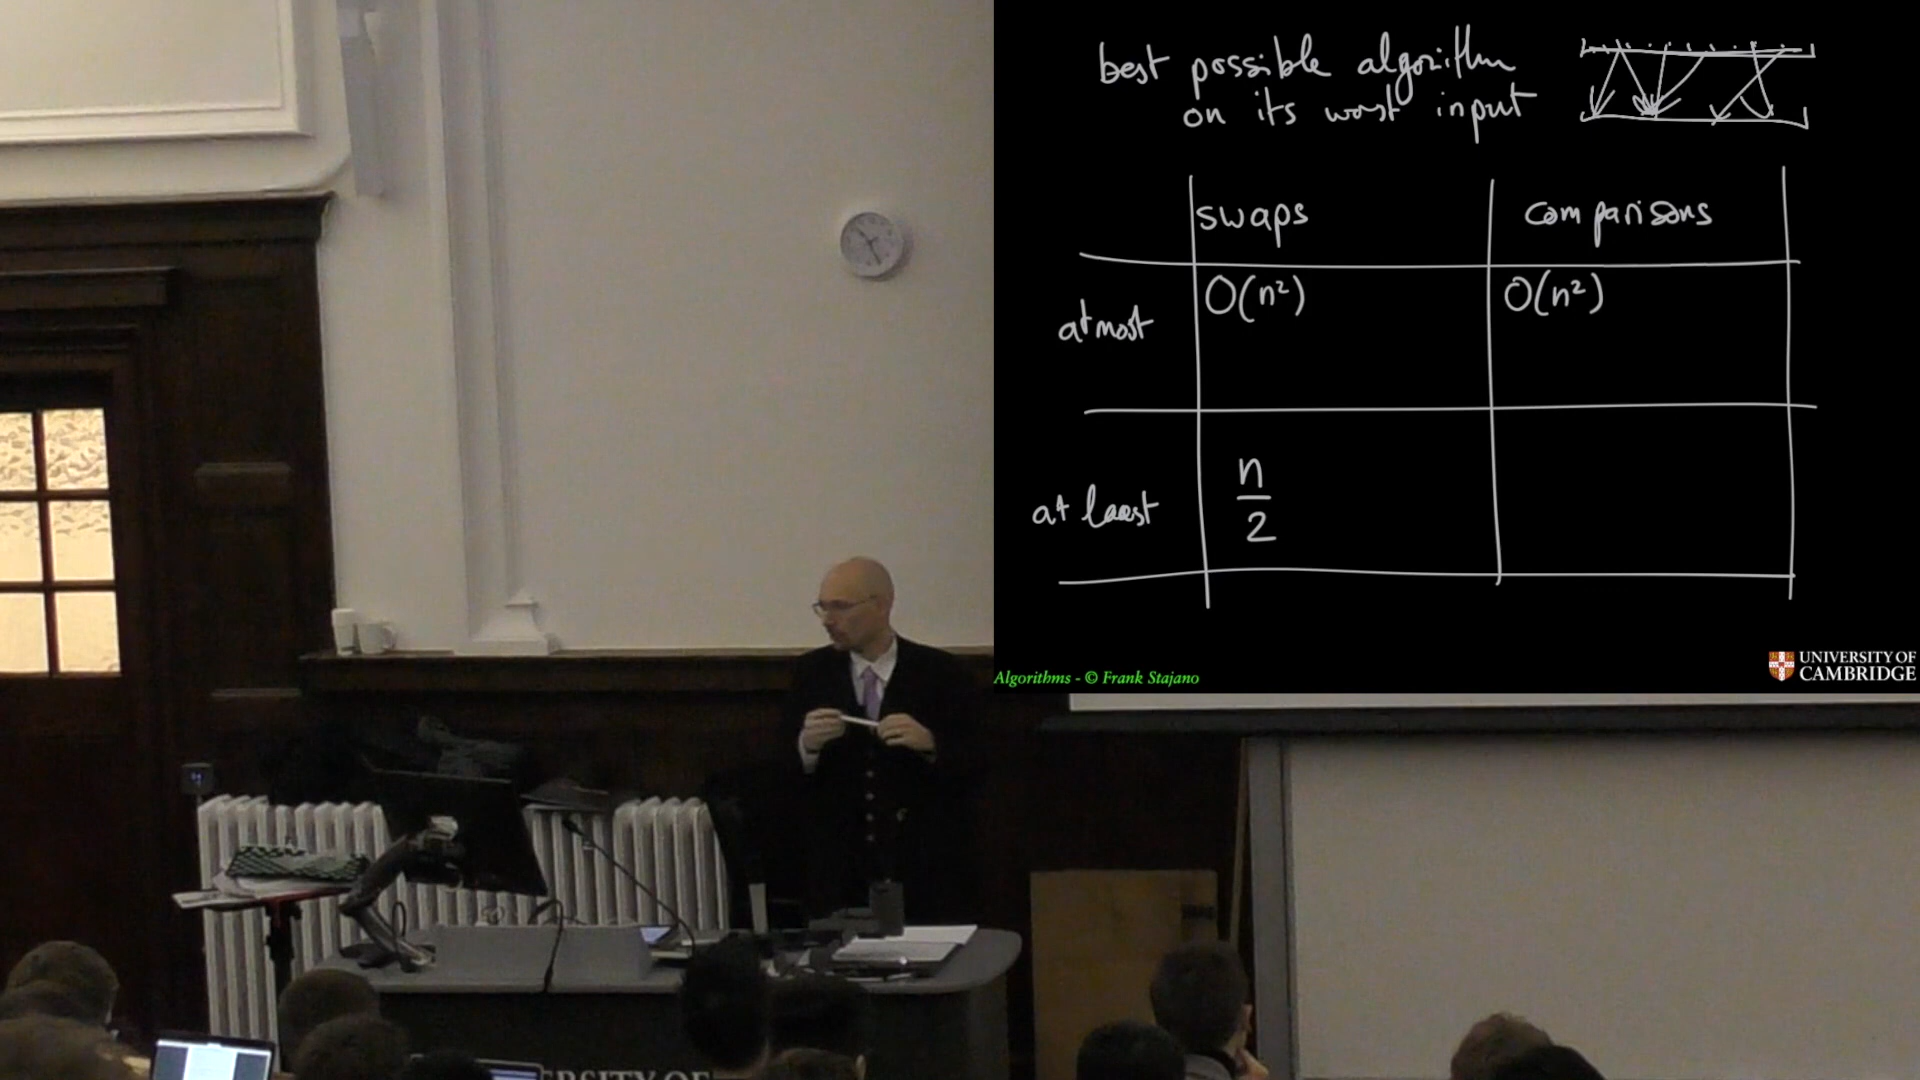 best possible algorithm
on its worst input
swaps
comparisons
at most
O(n²)
O(n²)
at least
n
2
Algorithms - © Frank Stajano
UNIVERSITY OF
CAMBRIDGE